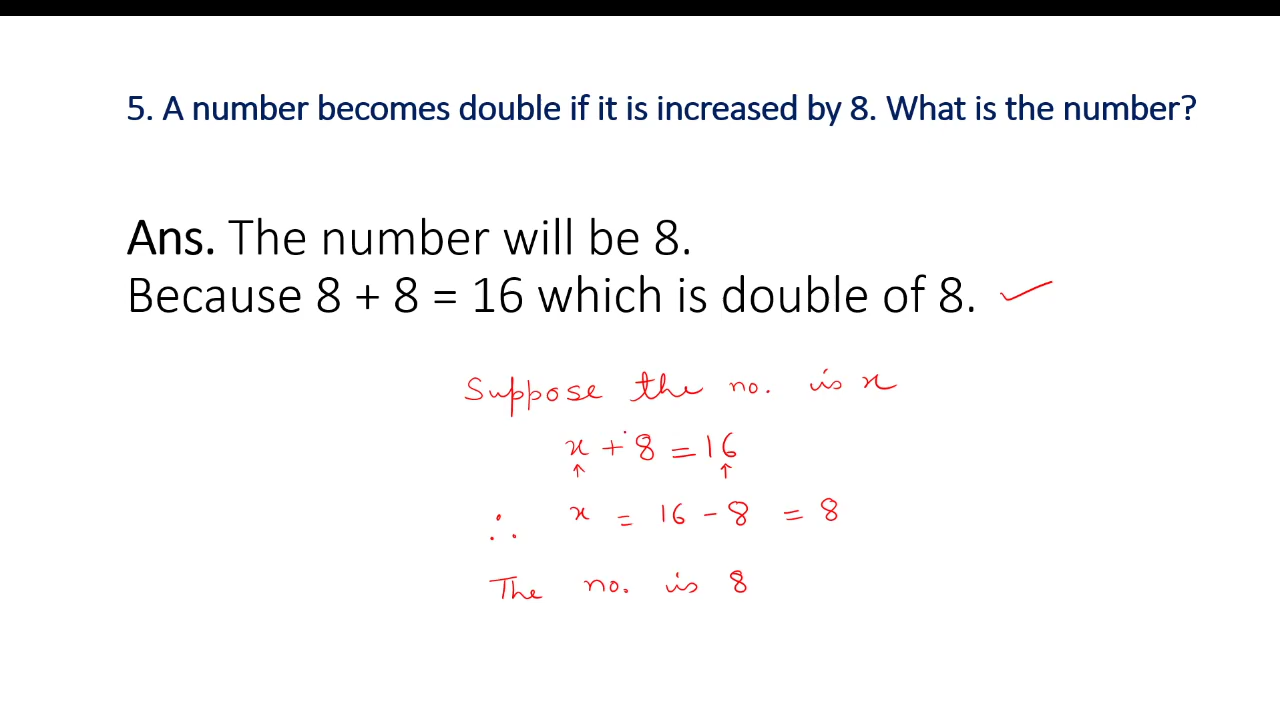 5. A number becomes double if it is increased by 8. What is the number?
Ans. The number will be 8.
Because 8 + 8 = 16 which is double of 8.
Suppose the no. is x
x + 8 = 16
∴ x = 16 - 8 = 8
The no. is 8